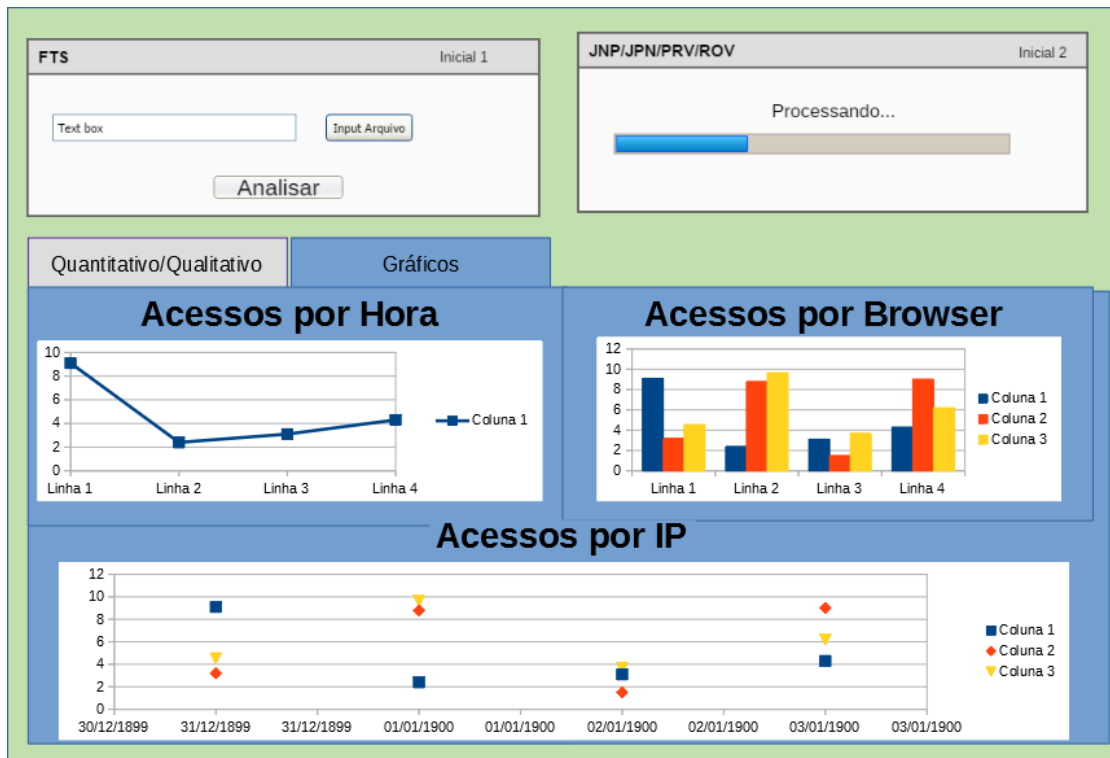 FTS
Inicial 1
Text box
Input Arquivo
Analisar
JNP/JPN/PRV/ROV
Inicial 2
Processando...
Quantitativo/Qualitativo
Gráficos
Acessos por Hora
10
8
6
4
2
0
Linha 1
Linha 2
Linha 3
Linha 4
Coluna 1
Acessos por Browser
12
10
8
6
4
2
0
Linha 1
Linha 2
Linha 3
Linha 4
Coluna 1
Coluna 2
Coluna 3
Acessos por IP
12
10
8
6
4
2
0
30/12/1899
31/12/1899
31/12/1899
01/01/1900
01/01/1900
02/01/1900
02/01/1900
03/01/1900
03/01/1900
Coluna 1
Coluna 2
Coluna 3